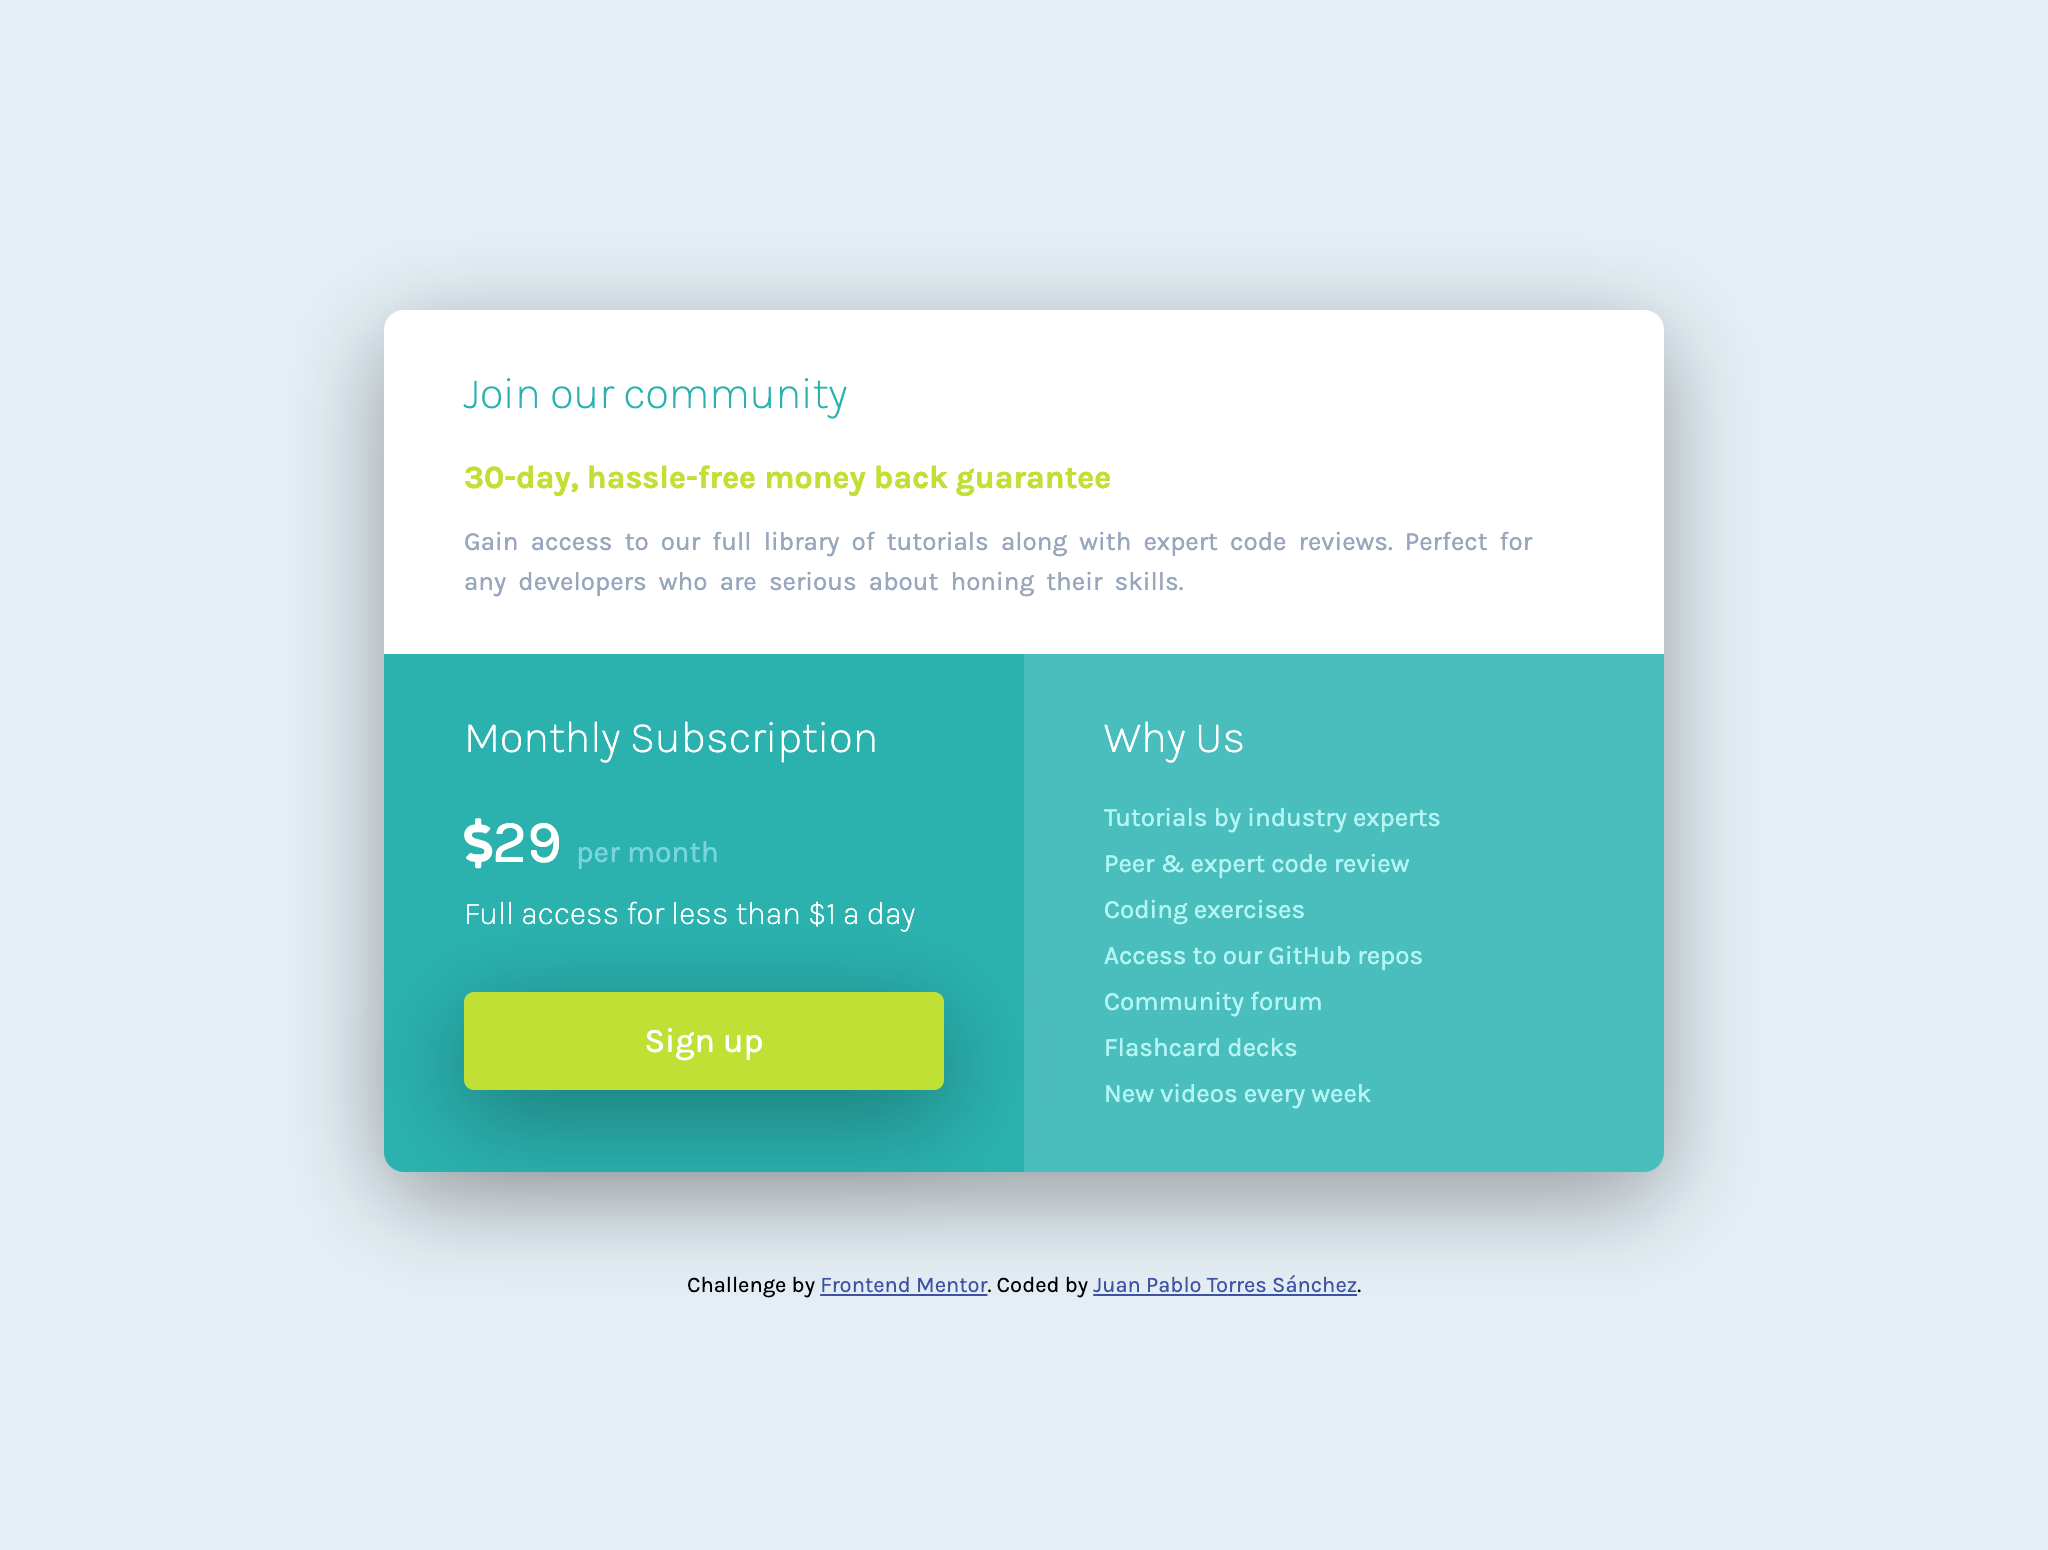 Join our community
30-day, hassle-free money back guarantee
Gain access to our full library of tutorials along with expert code reviews. Perfect for
any developers who are serious about honing their skills.
Monthly Subscription
$29 per month
Full access for less than $1 a day
Sign up
Why Us
Tutorials by industry experts
Peer & expert code review
Coding exercises
Access to our GitHub repos
Community forum
Flashcard decks
New videos every week
Challenge by Frontend Mentor. Coded by Juan Pablo Torres Sánchez.